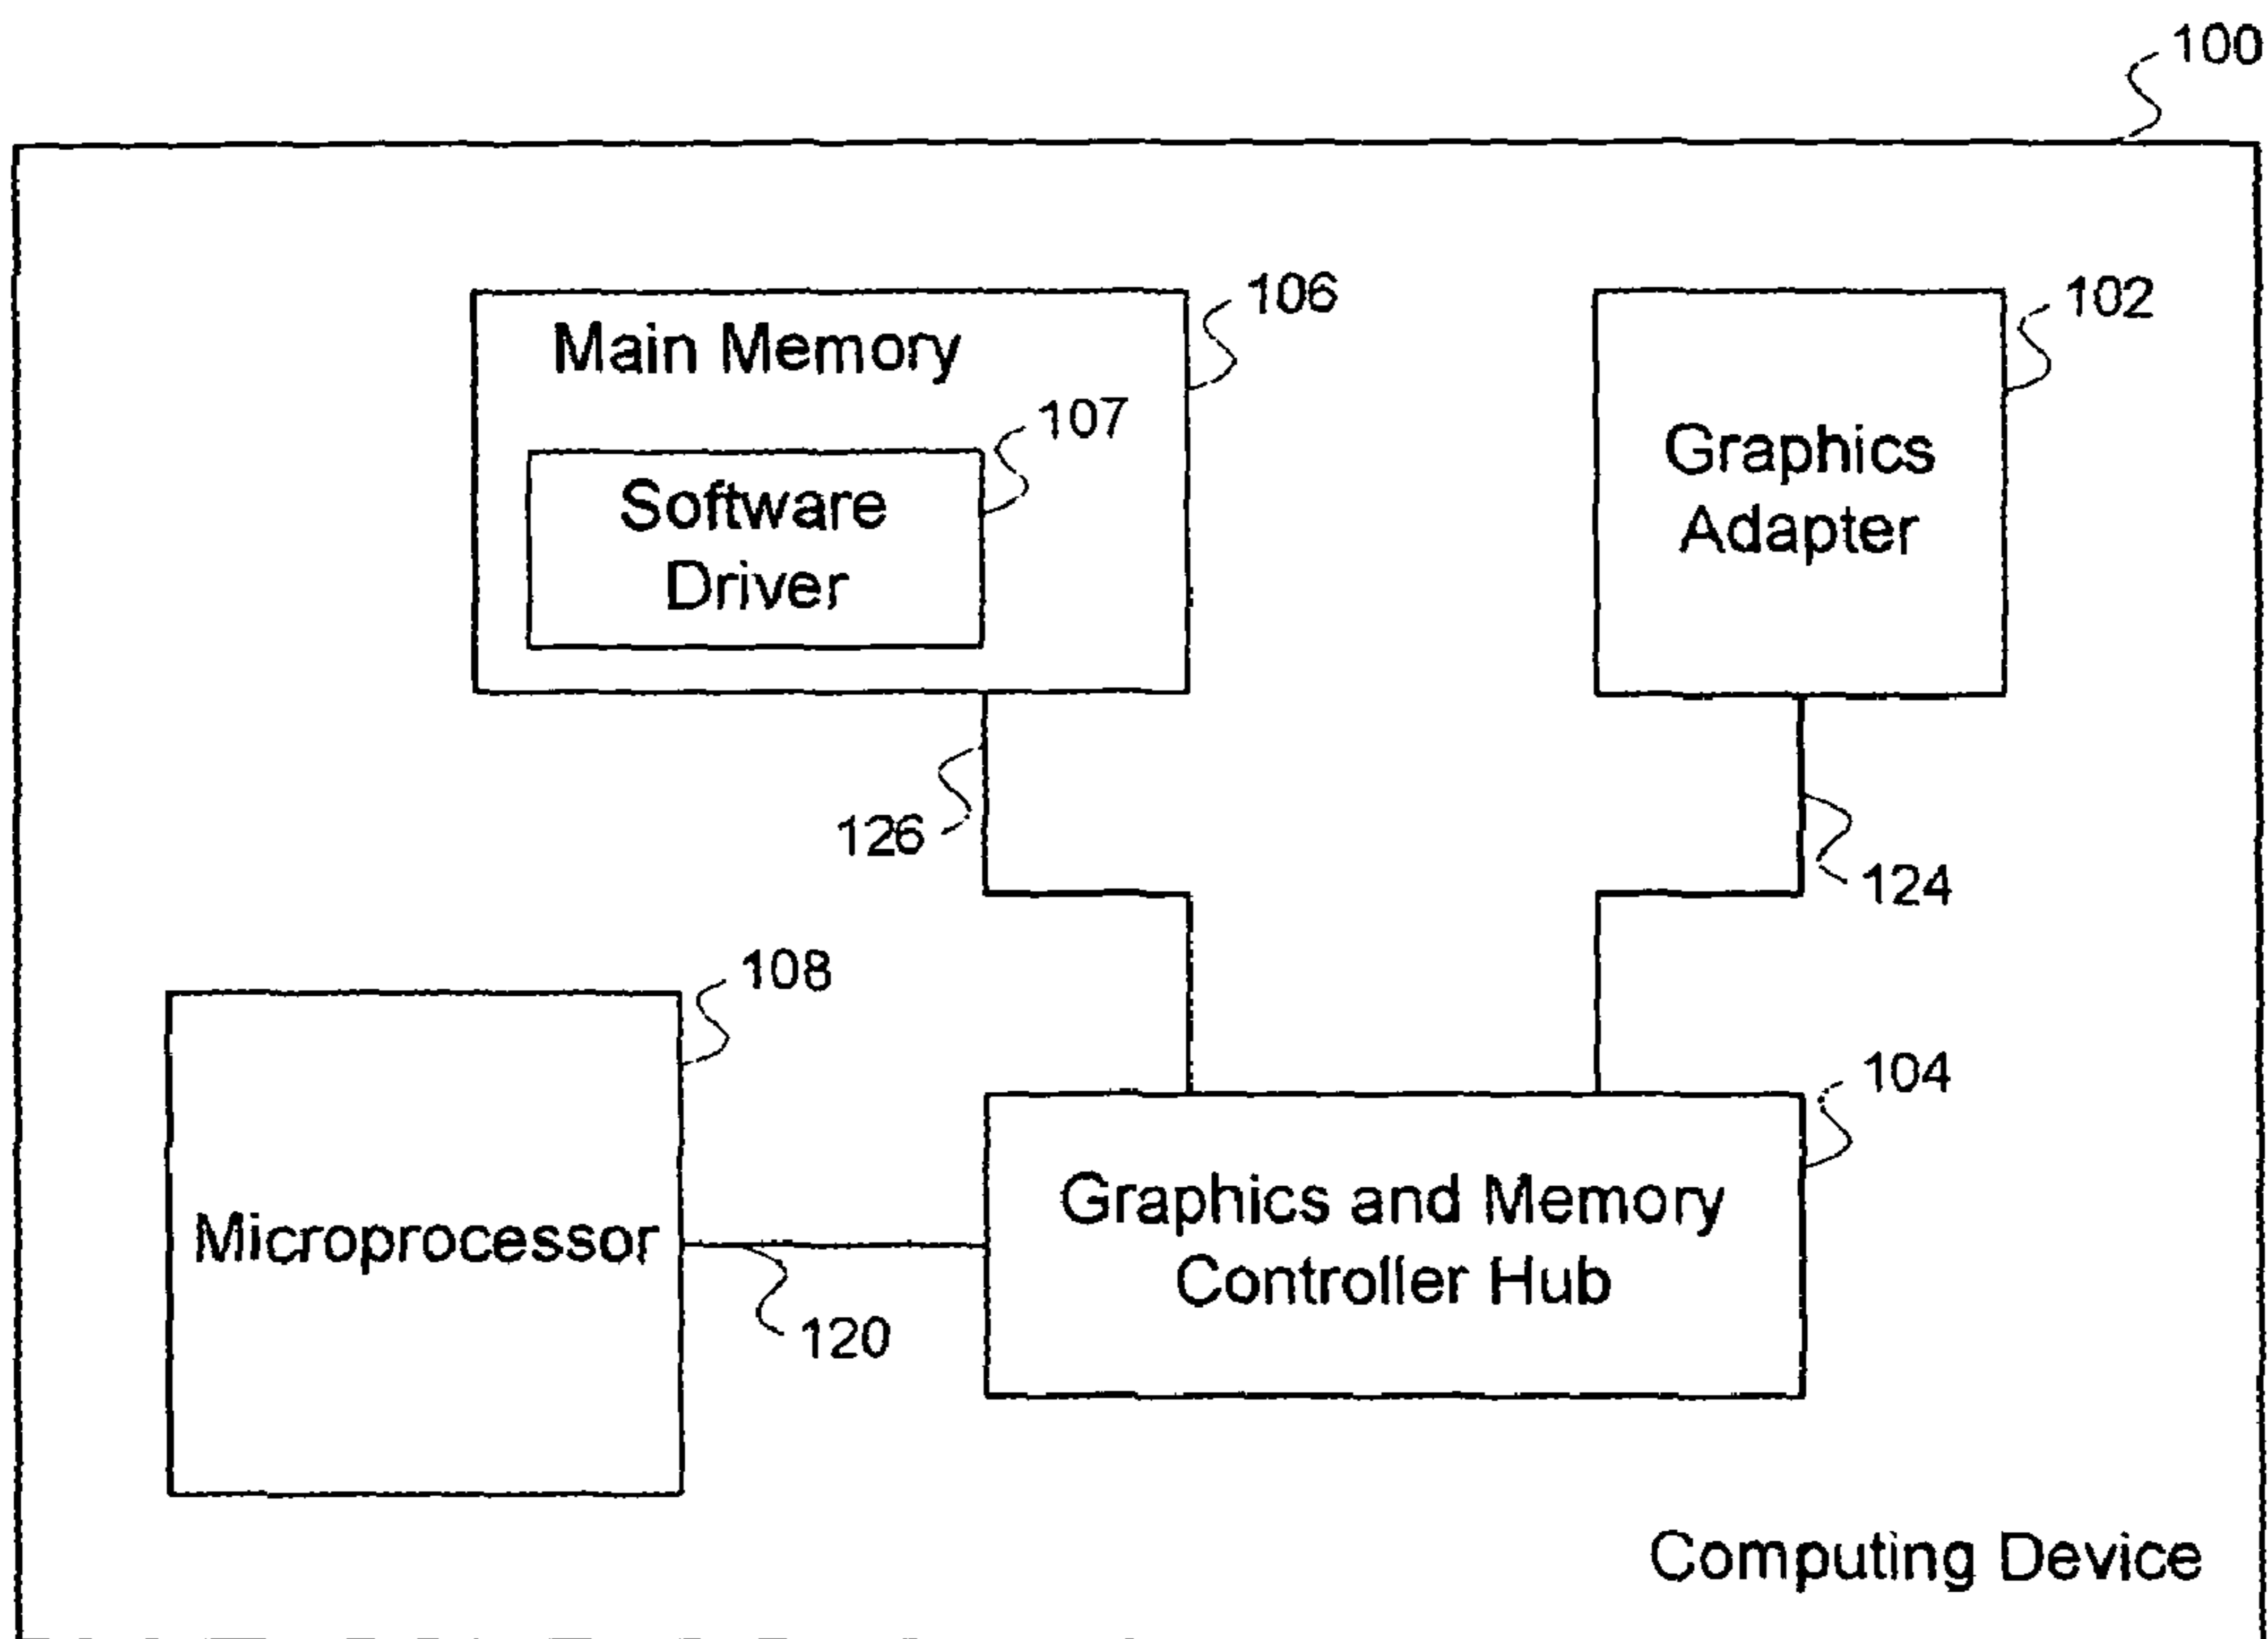 100
106
102
Main Memory
107
Graphics
Adapter
Software
Driver
126
124
108
104
Graphics and Memory
Controller Hub
Microprocessor
120
Computing Device